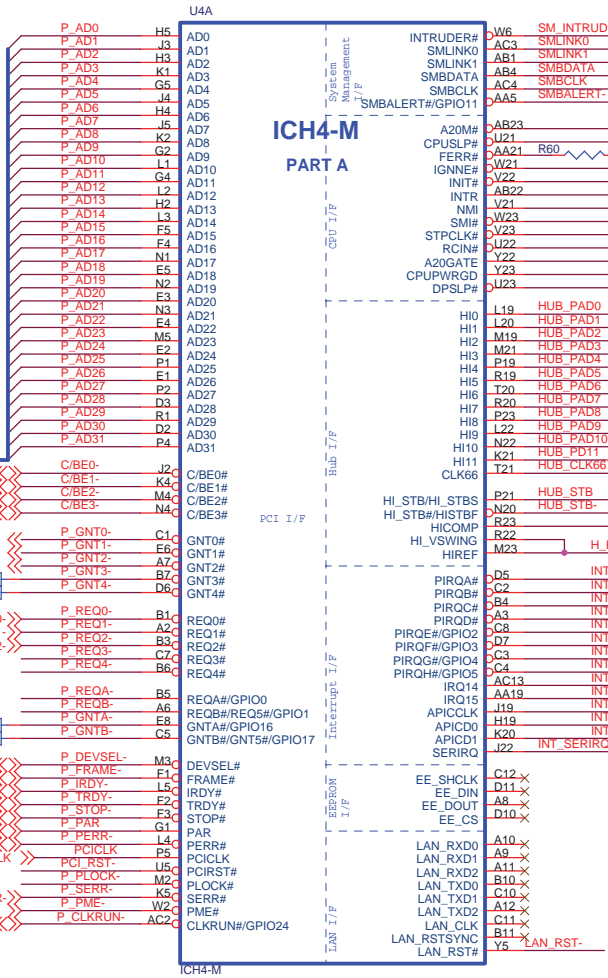 U4A
ICH4-M
PART A
P_AD0 H5 AD0
P_AD1 J3 AD1
P_AD2 H3 AD2
P_AD3 K1 AD3
P_AD4 G5 AD4
P_AD5 J4 AD5
P_AD6 H4 AD6
P_AD7 J5 AD7
P_AD8 K2 AD8
P_AD9 G2 AD9
P_AD10 L1 AD10
P_AD11 G4 AD11
P_AD12 L2 AD12
P_AD13 H2 AD13
P_AD14 L3 AD14
P_AD15 F5 AD15
P_AD16 F4 AD16
P_AD17 N1 AD17
P_AD18 E5 AD18
P_AD19 N2 AD19
P_AD20 E3 AD20
P_AD21 N3 AD21
P_AD22 E4 AD22
P_AD23 M5 AD23
P_AD24 E2 AD24
P_AD25 P1 AD25
P_AD26 E1 AD26
P_AD27 P2 AD27
P_AD28 D3 AD28
P_AD29 R1 AD29
P_AD30 D2 AD30
P_AD31 P4 AD31
C/BE0- J2 C/BE0#
C/BE1- K4 C/BE1#
C/BE2- M4 C/BE2#
C/BE3- N4 C/BE3#
PCI I/F
P_GNT0- C1 GNT0#
P_GNT1- E6 GNT1#
P_GNT2- A7 GNT2#
P_GNT3- B7 GNT3#
P_GNT4- D6 GNT4#
P_REQ0- B1 REQ0#
P_REQ1- A2 REQ1#
P_REQ2- B3 REQ2#
P_REQ3- C7 REQ3#
P_REQ4- B6 REQ4#
P_REQA- B5 REQA#/GPIO0
P_REQB- A6 REQB#/REQ5#/GPIO1
P_GNTA- E8 GNTA#/GPIO16
P_GNTB- C5 GNTB#/GNT5#/GPIO17
P_DEVSEL- M3 DEVSEL#
P_FRAME- F1 FRAME#
P_IRDY- L5 IRDY#
P_TRDY- F2 TRDY#
P_STOP- F3 STOP#
P_PAR G1 PAR
P_PERR- L4 PERR#
PCICLK P5 PCICLK
PCI_RST- U5 PCIRST#
P_PLOCK- M2 PLOCK#
P_SERR- K5 SERR#
P_PME- W2 PME#
P_CLKRUN- AC2 CLKRUN#/GPIO24
System
Management
I/F
INTRUDER# W6 SM_INTRUD
SMLINK0 AC3 SMLINK0
SMLINK1 AB1 SMLINK1
SMBDATA AB4 SMBDATA
SMBCLK AC4 SMBCLK
SMBALERT#/GPIO11 AA5 SMBALERT-
CPU I/F
A20M# AB23
CPUSLP# U21
FERR# AA21 R60
IGNNE# W21
INIT# V22
INTR AB22
NMI V21
SMI# W23
STPCLK# V23
RCIN# U22
A20GATE Y22
CPUPWRGD Y23
DPSLP# U23
Hub I/F
HI0 L19 HUB_PAD0
HI1 L20 HUB_PAD1
HI2 M19 HUB_PAD2
HI3 M21 HUB_PAD3
HI4 P19 HUB_PAD4
HI5 R19 HUB_PAD5
HI6 T20 HUB_PAD6
HI7 R20 HUB_PAD7
HI8 P23 HUB_PAD8
HI9 L22 HUB_PAD9
HI10 N22 HUB_PAD10
HI11 K21 HUB_PD11
CLK66 T21 HUB_CLK66
HI_STB/HI_STBS P21 HUB_STB
HI_STB#/HISTBF N20 HUB_STB-
HICOMP R23
HI_VSWING R22
HIREF M23 H_I
Interrupt I/F
PIRQA# D5 INT
PIRQB# C2 INT
PIRQC# B4 INT
PIRQD# A3 INT
PIRQE#/GPIO2 C8 INT
PIRQF#/GPIO3 D7 INT
PIRQG#/GPIO4 C3 INT
PIRQH#/GPIO5 C4 INT
IRQ14 AC13 INT
IRQ15 AA19 INT
APICCLK J19 INT
APICD0 H19 INT
APICD1 K20 INT
SERIRQ J22 INT_SERIRQ
EEPROM
I/F
EE_SHCLK C12
EE_DIN D11
EE_DOUT A8
EE_CS D10
LAN I/F
LAN_RXD0 A10
LAN_RXD1 A9
LAN_RXD2 A11
LAN_TXD0 B10
LAN_TXD1 C10
LAN_TXD2 A12
LAN_CLK C11
LAN_RSTSYNC B11
LAN_RST# Y5 LAN_RST-
ICH4-M